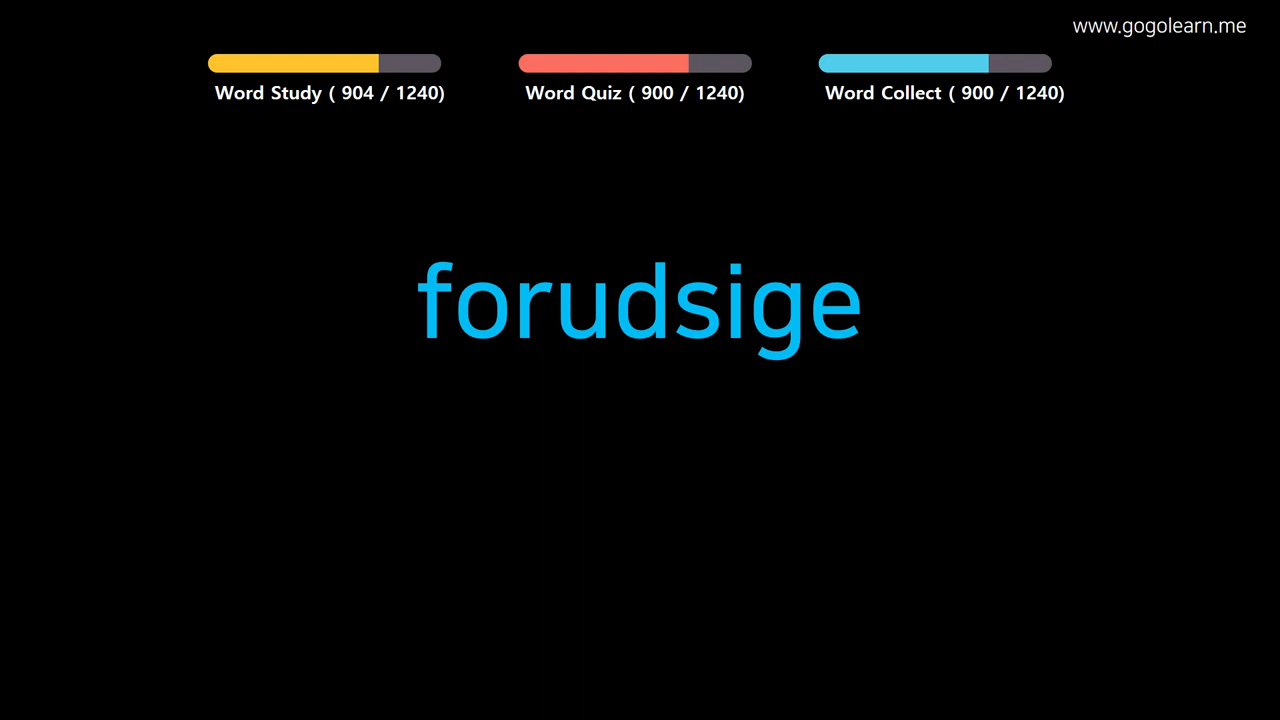 www.gogolearn.me
Word Study ( 904 / 1240)
Word Quiz ( 900 / 1240)
Word Collect ( 900 / 1240)
forudsige